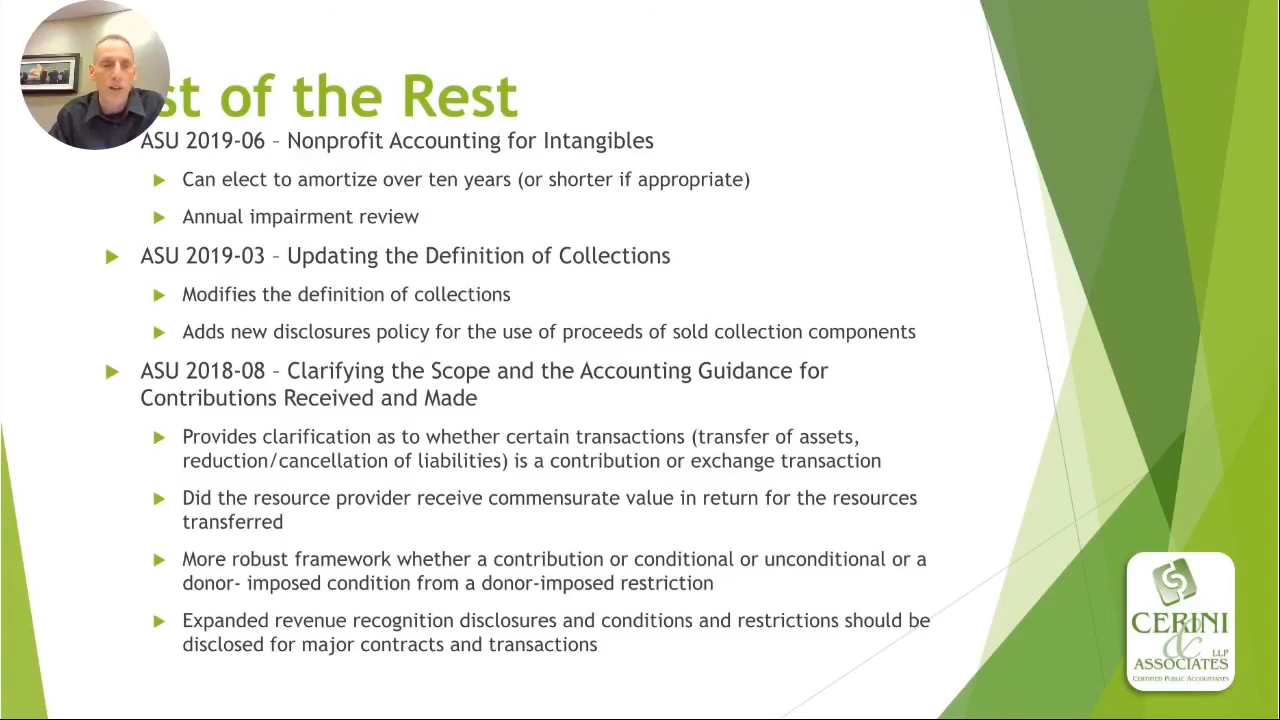 st of the Rest
ASU 2019-06 – Nonprofit Accounting for Intangibles
Can elect to amortize over ten years (or shorter if appropriate)
Annual impairment review
ASU 2019-03 – Updating the Definition of Collections
Modifies the definition of collections
Adds new disclosures policy for the use of proceeds of sold collection components
ASU 2018-08 – Clarifying the Scope and the Accounting Guidance for
Contributions Received and Made
Provides clarification as to whether certain transactions (transfer of assets,
reduction/cancellation of liabilities) is a contribution or exchange transaction
Did the resource provider receive commensurate value in return for the resources
transferred
More robust framework whether a contribution or conditional or unconditional or a
donor- imposed condition from a donor-imposed restriction
Expanded revenue recognition disclosures and conditions and restrictions should be
disclosed for major contracts and transactions
CERINI
&
LLP
ASSOCIATES
CERTIFIED PUBLIC ACCOUNTANTS